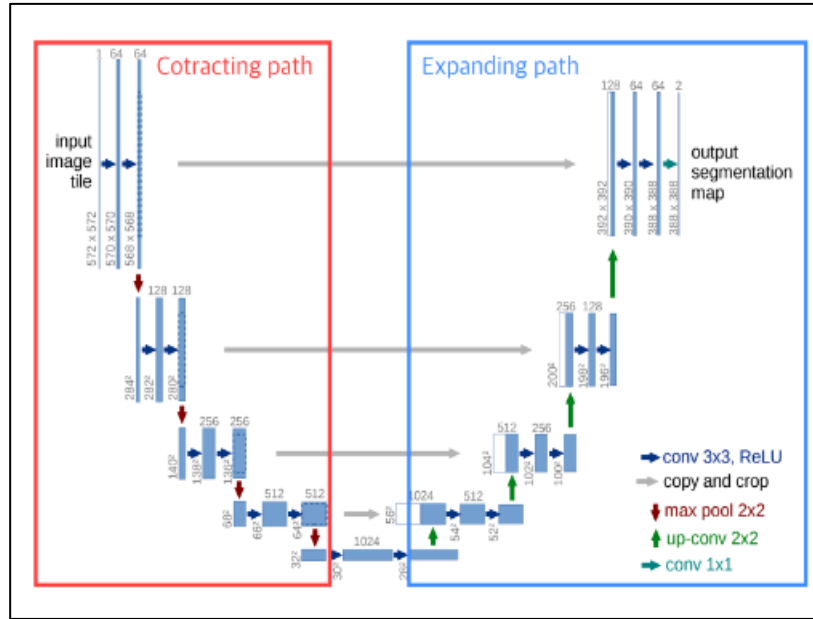 Cotracting path
Expanding path
1 64 64
128 64 64 2
input
image
tile
output
segmentation
map
572 x 572
570 x 570
568 x 568
392 x 392
390 x 390
388 x 388
388 x 388
128 128
256 128
284²
282²
280²
200²
198²
196²
256 256
512 256
140²
138²
136²
104²
102²
100²
512 512
1024 512
68²
66²
64²
56²
54²
52²
1024
32²
30²
28²
conv 3x3, ReLU
copy and crop
max pool 2x2
up-conv 2x2
conv 1x1